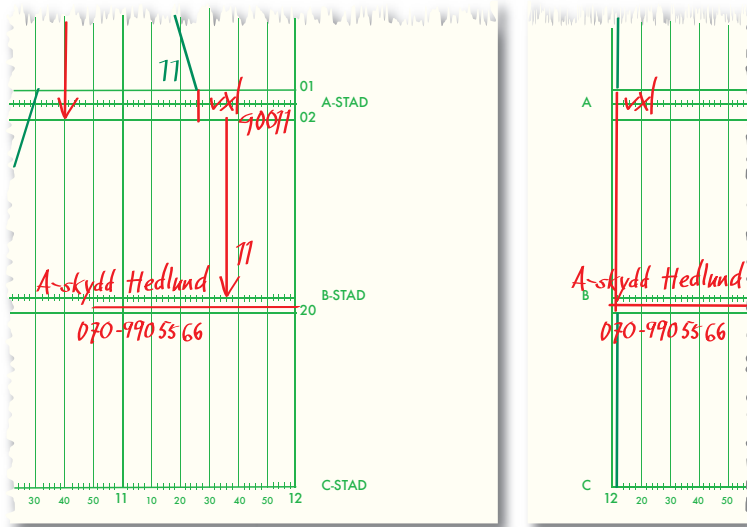 01
11
vxl
A-STAD
02
90011
11
A-skydd Hedlund
B-STAD
20
070-990 55 66
C-STAD
30 40 50 11 10 20 30 40 50 12
A
vxl
A-skydd Hedlund
B
070-990 55 66
C
12 20 30 40 50